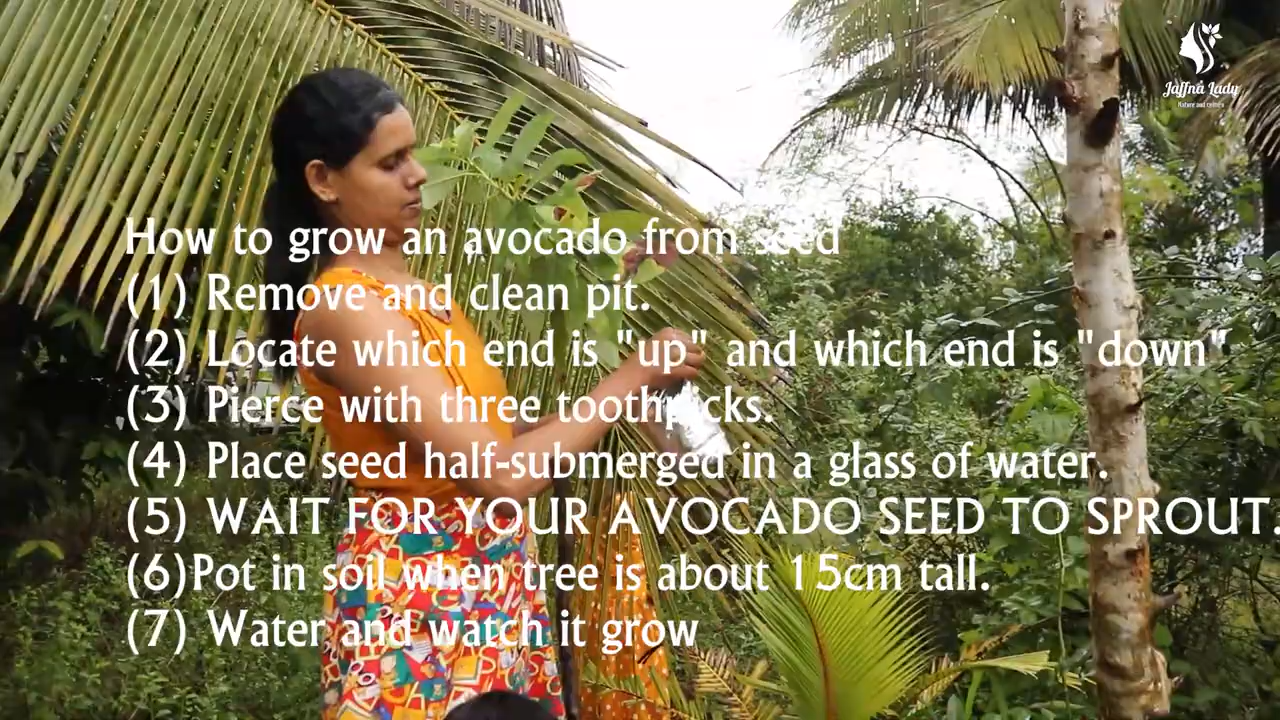 Jaffna Lady
Nature and culture
How to grow an avocado from seed
(1) Remove and clean pit.
(2) Locate which end is "up" and which end is "down"
(3) Pierce with three toothpicks.
(4) Place seed half-submerged in a glass of water.
(5) WAIT FOR YOUR AVOCADO SEED TO SPROUT.
(6)Pot in soil when tree is about 15cm tall.
(7) Water and watch it grow